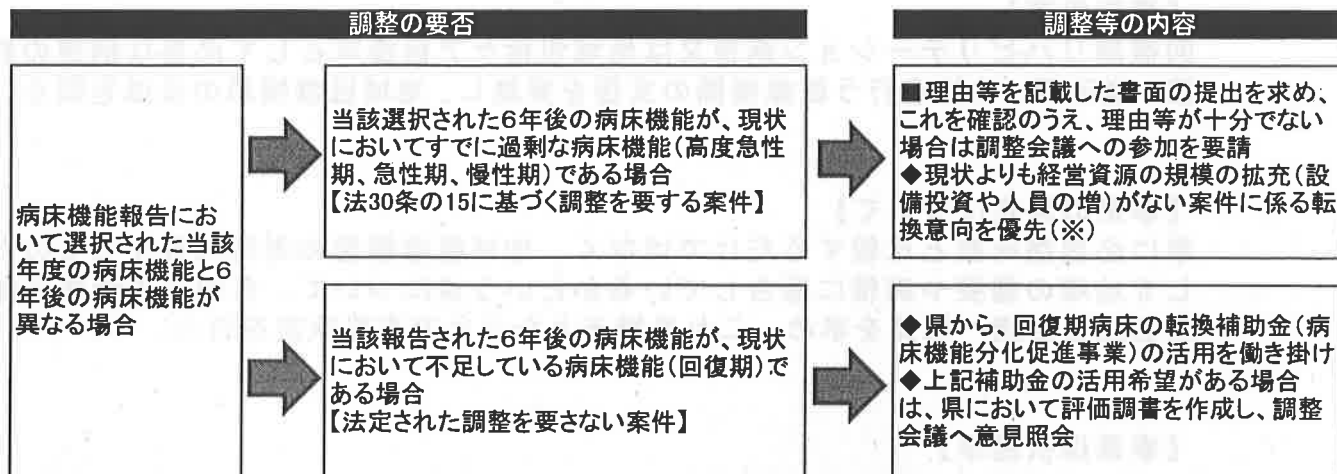 調整の要否
調整等の内容
病床機能報告にお
いて選択された当該
年度の病床機能と6
年後の病床機能が
異なる場合
当該選択された6年後の病床機能が、現状
においてすでに過剰な病床機能(高度急性
期、急性期、慢性期)である場合
【法30条の15に基づく調整を要する案件】
■理由等を記載した書面の提出を求め、
これを確認のうえ、理由等が十分でない
場合は調整会議への参加を要請
◆現状よりも経営資源の規模の拡充(設
備投資や人員の増)がない案件に係る転
換意向を優先(※)
当該報告された6年後の病床機能が、現状
において不足している病床機能(回復期)で
ある場合
【法定された調整を要さない案件】
◆県から、回復期病床の転換補助金(病
床機能分化促進事業)の活用を働き掛け
◆上記補助金の活用希望がある場合
は、県において評価調書を作成し、調整
会議へ意見照会